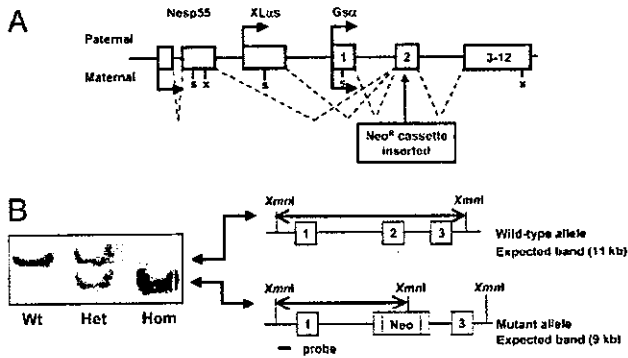 A
Nesp55 XLαs Gsα
Paternal
1 2 3-12
Maternal
s x s s x
Neo^R cassette
inserted
B
XmnI XmnI
1 2 3
Wild-type allele
Expected band (11 kb)
XmnI XmnI XmnI
1 Neo 3
Mutant allele
Expected band (9 kb)
Wt Het Hom
probe